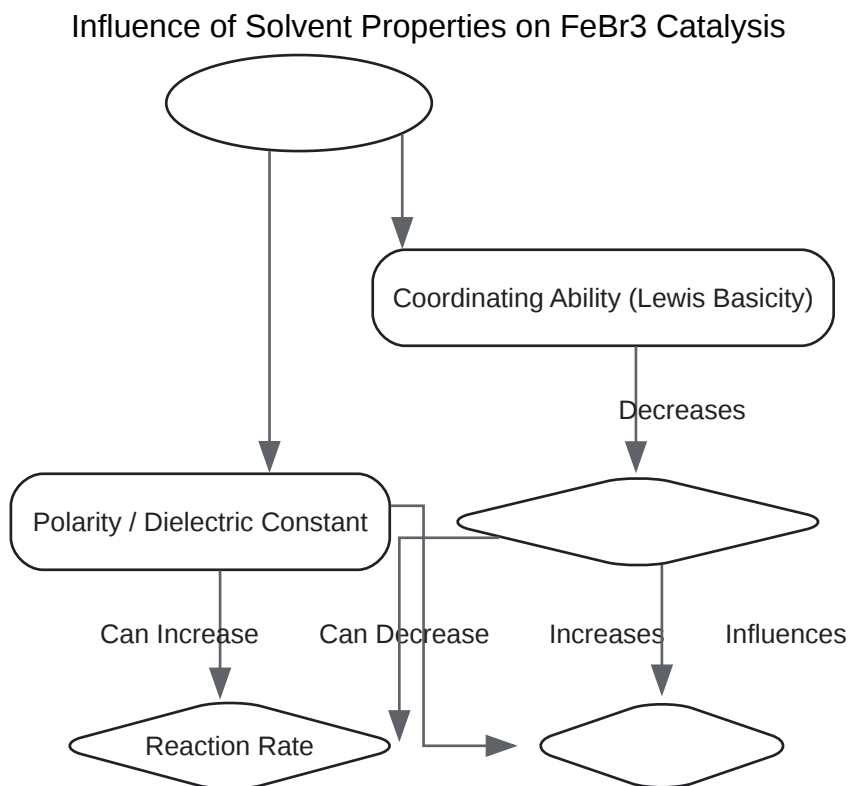 Influence of Solvent Properties on FeBr3 Catalysis
Coordinating Ability (Lewis Basicity)
Decreases
Polarity / Dielectric Constant
Can Increase
Can Decrease
Increases
Influences
Reaction Rate